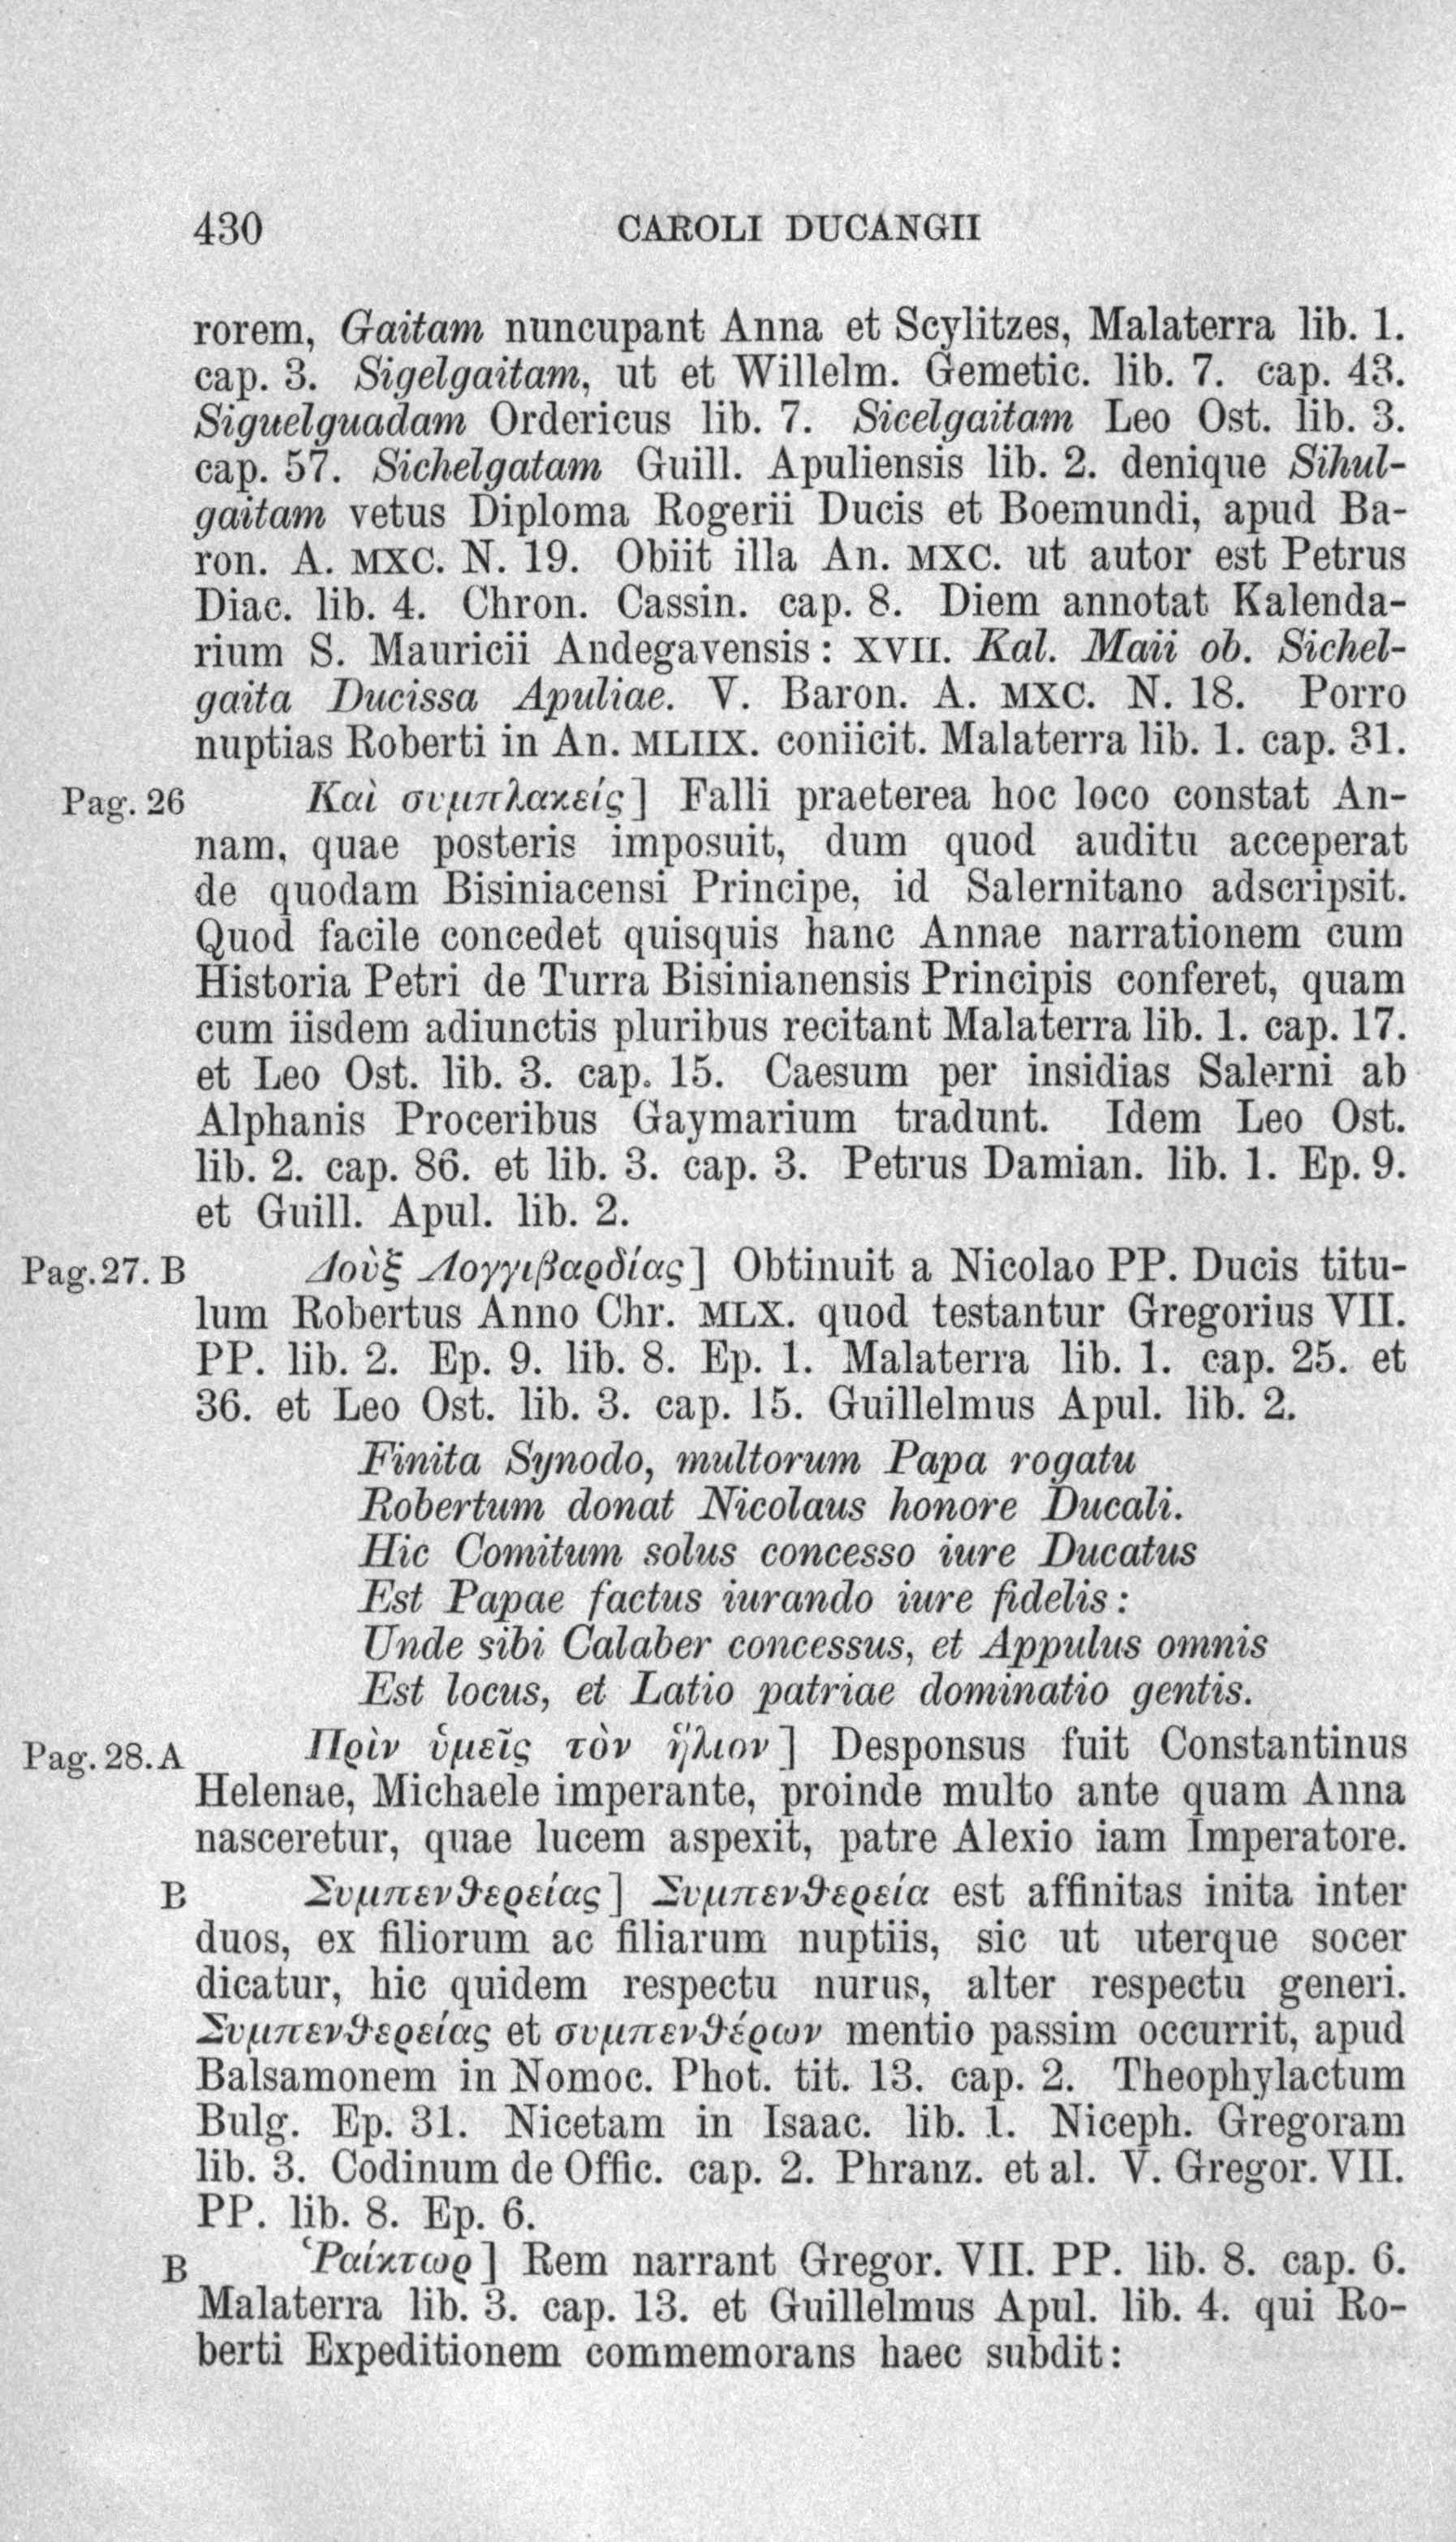 430 CAROLI DUCANGII
rorem, Gaitam nuncupant Anna et Scylitzes, Malaterra lib. 1.
cap. 3. Sigelgaitam, ut et Willelm. Gemetic. lib. 7. cap. 43.
Siguelguadam Ordericus lib. 7. Sicelgaitam Leo Ost. lib. 3.
cap. 57. Sichelgatam Guill. Apuliensis lib. 2. denique Sihul-
gaitam vetus Diploma Rogerii Ducis et Boemundi, apud Ba-
ron. A. MXC. N. 19. Obiit illa An. MXC. ut autor est Petrus
Diac. lib. 4. Chron. Cassin. cap. 8. Diem annotat Kalenda-
rium S. Mauricii Andegavensis: XVII. Kal. Maii ob. Sichel-
gaita Ducissa Apuliae. V. Baron. A. MXC. N. 18. Porro
nuptias Roberti in An. MLIIX. coniicit. Malaterra lib. 1. cap. 31.
Pag. 26 Καὶ συμπλακείς] Falli praeterea hoc loco constat An-
nam, quae posteris imposuit, dum quod auditu acceperat
de quodam Bisiniacensi Principe, id Salernitano adscripsit.
Quod facile concedet quisquis hanc Annae narrationem cum
Historia Petri de Turra Bisinianensis Principis conferet, quam
cum iisdem adiunctis pluribus recitant Malaterra lib. 1. cap. 17.
et Leo Ost. lib. 3. cap. 15. Caesum per insidias Salerni ab
Alphanis Proceribus Gaymarium tradunt. Idem Leo Ost.
lib. 2. cap. 86. et lib. 3. cap. 3. Petrus Damian. lib. 1. Ep. 9.
et Guill. Apul. lib. 2.
Pag. 27. B Δοὺξ Λογγιβαρδίας] Obtinuit a Nicolao PP. Ducis titu-
lum Robertus Anno Chr. MLX. quod testantur Gregorius VII.
PP. lib. 2. Ep. 9. lib. 8. Ep. 1. Malaterra lib. 1. cap. 25. et
36. et Leo Ost. lib. 3. cap. 15. Guillelmus Apul. lib. 2.
Finita Synodo, multorum Papa rogatu
Robertum donat Nicolaus honore Ducali.
Hic Comitum solus concesso iure Ducatus
Est Papae factus iurando iure fidelis:
Unde sibi Calaber concessus, et Appulus omnis
Est locus, et Latio patriae dominatio gentis.
Pag. 28. A Πρὶν ὑμεῖς τὸν ἥλιον] Desponsus fuit Constantinus
Helenae, Michaele imperante, proinde multo ante quam Anna
nasceretur, quae lucem aspexit, patre Alexio iam Imperatore.
B Συμπενθερείας] Συμπενθερεία est affinitas inita inter
duos, ex filiorum ac filiarum nuptiis, sic ut uterque socer
dicatur, hic quidem respectu nurus, alter respectu generi.
Συμπενθερείας et συμπενθέρων mentio passim occurrit, apud
Balsamonem in Nomoc. Phot. tit. 13. cap. 2. Theophylactum
Bulg. Ep. 31. Nicetam in Isaac. lib. 1. Niceph. Gregoram
lib. 3. Codinum de Offic. cap. 2. Phranz. et al. V. Gregor. VII.
PP. lib. 8. Ep. 6.
B Ῥαίκτωρ] Rem narrant Gregor. VII. PP. lib. 8. cap. 6.
Malaterra lib. 3. cap. 13. et Guillelmus Apul. lib. 4. qui Ro-
berti Expeditionem commemorans haec subdit: